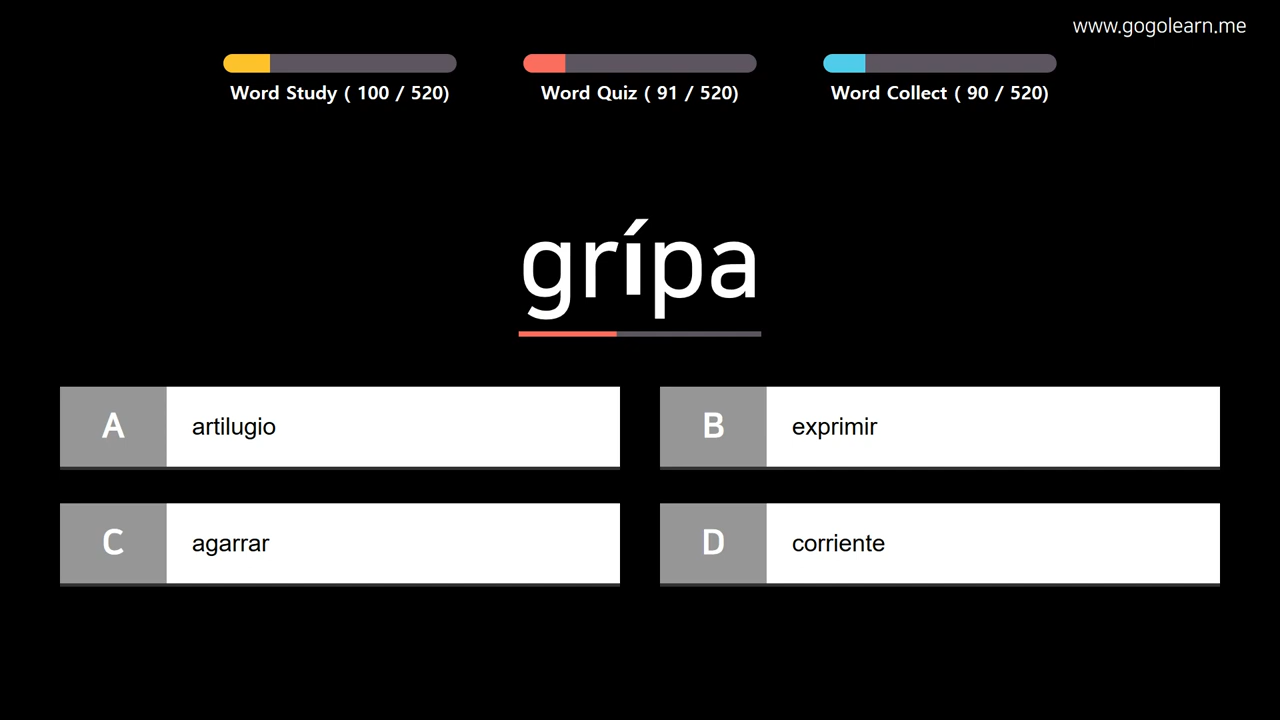 www.gogolearn.me
Word Study ( 100 / 520)
Word Quiz ( 91 / 520)
Word Collect ( 90 / 520)
grípa
A artilugio
B exprimir
C agarrar
D corriente